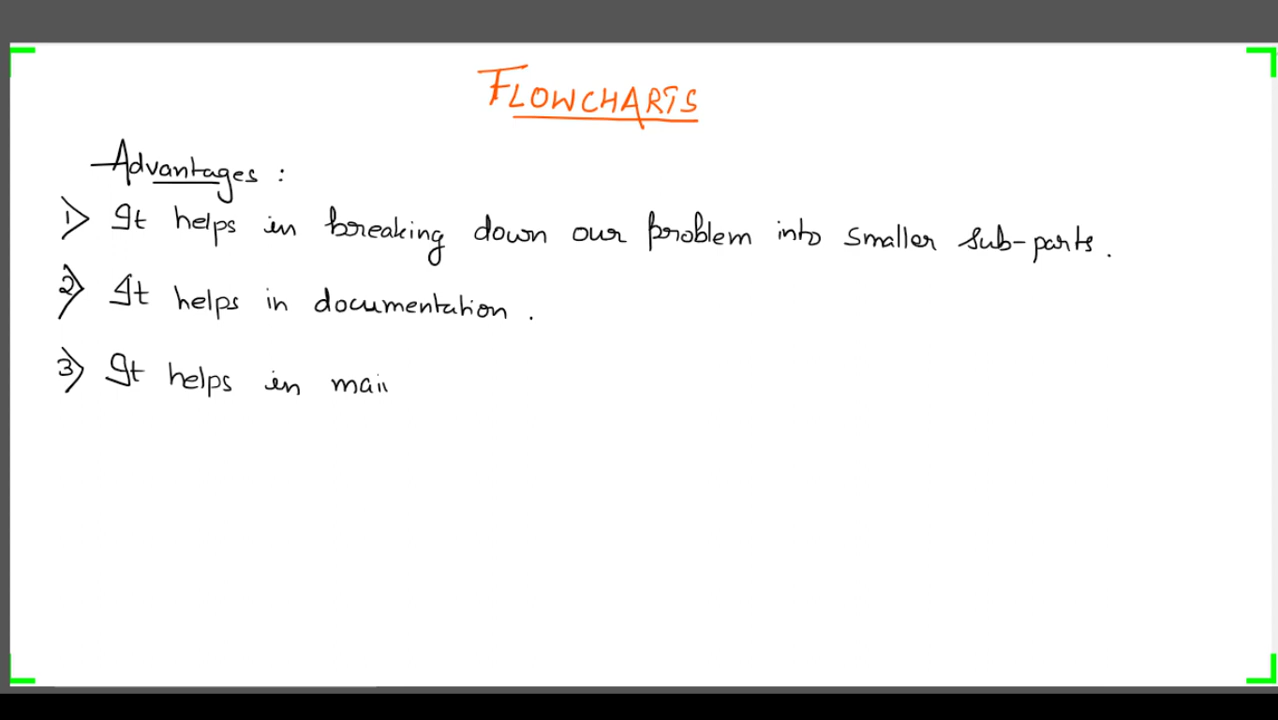 FLOWCHARTS
Advantages :
1) It helps in breaking down our problem into smaller sub-parts.
2) It helps in documentation.
3) It helps in mai